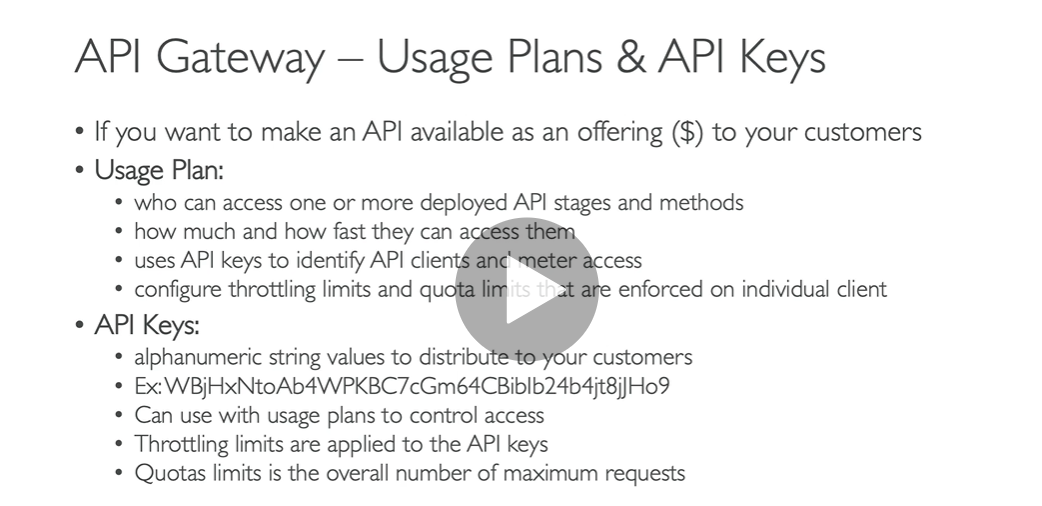 API Gateway – Usage Plans & API Keys
• If you want to make an API available as an offering ($) to your customers
• Usage Plan:
• who can access one or more deployed API stages and methods
• how much and how fast they can access them
• uses API keys to identify API clients and meter access
• configure throttling limits and quota limits that are enforced on individual client
• API Keys:
• alphanumeric string values to distribute to your customers
• Ex: WBjHxNtoAb4WPKBC7cGm64CBibIb24b4jt8jJHo9
• Can use with usage plans to control access
• Throttling limits are applied to the API keys
• Quotas limits is the overall number of maximum requests